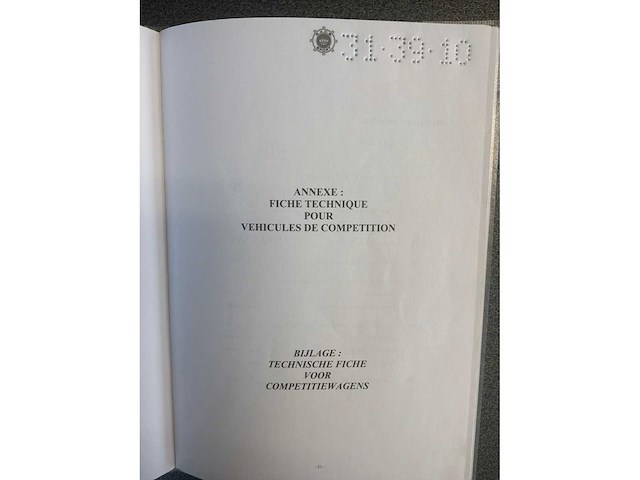 31·39·10
ANNEXE :
FICHE TECHNIQUE
POUR
VEHICULES DE COMPETITION
BIJLAGE :
TECHNISCHE FICHE
VOOR
COMPETITIEWAGENS